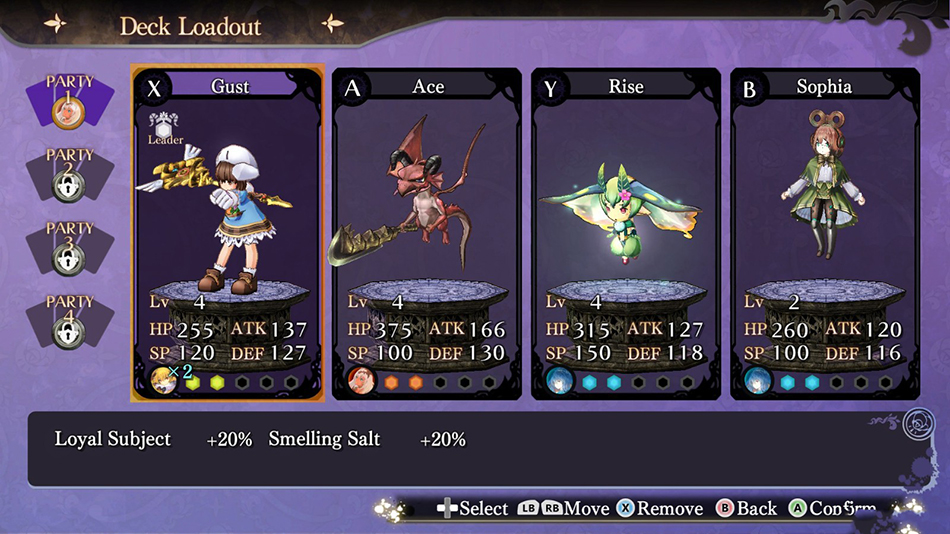 Deck Loadout
PARTY
1
PARTY
2
PARTY
3
PARTY
4
X Gust
Leader
Lv 4
HP 255 ATK 137
SP 120 DEF 127
×2
A Ace
Lv 4
HP 375 ATK 166
SP 100 DEF 130
Y Rise
Lv 4
HP 315 ATK 127
SP 150 DEF 118
B Sophia
Lv 2
HP 260 ATK 120
SP 100 DEF 116
Loyal Subject +20% Smelling Salt +20%
Select LB RB Move X Remove B Back A Confirm